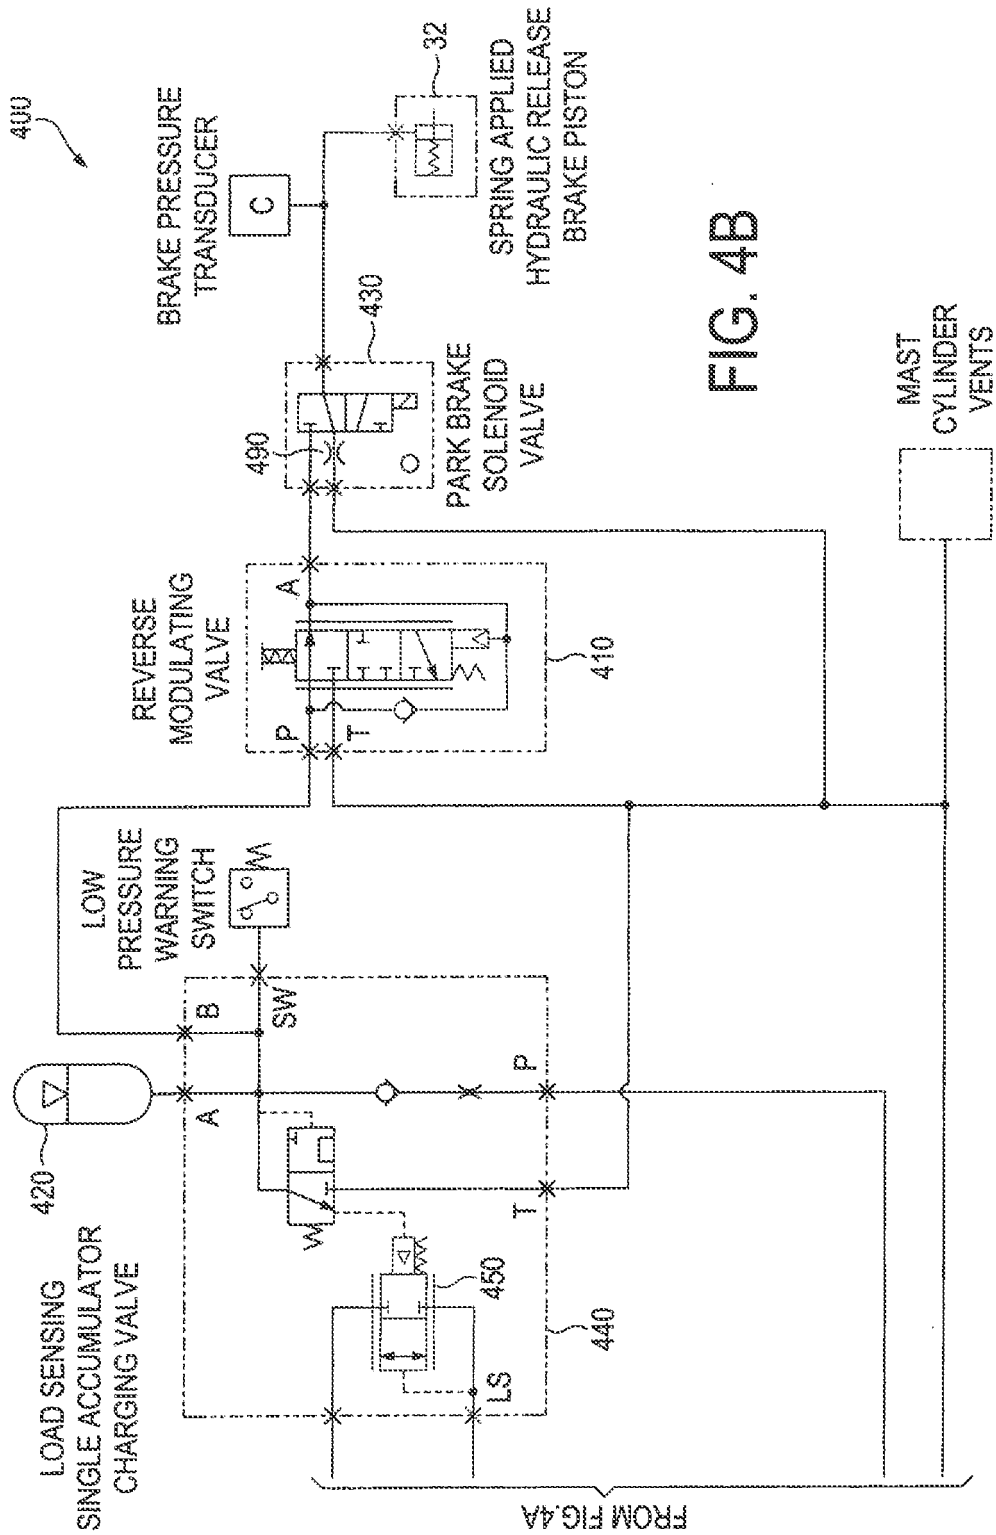 400
BRAKE PRESSURE
TRANSDUCER
C
32
SPRING APPLIED
HYDRAULIC RELEASE
BRAKE PISTON
430
490
PARK BRAKE
SOLENOID
VALVE
REVERSE
MODULATING
VALVE
A
P
T
410
LOW
PRESSURE
WARNING
SWITCH
B
SW
A
P
T
420
LOAD SENSING
SINGLE ACCUMULATOR
CHARGING VALVE
450
440
LS
MAST
CYLINDER
VENTS
FROM FIG.4A
FIG. 4B